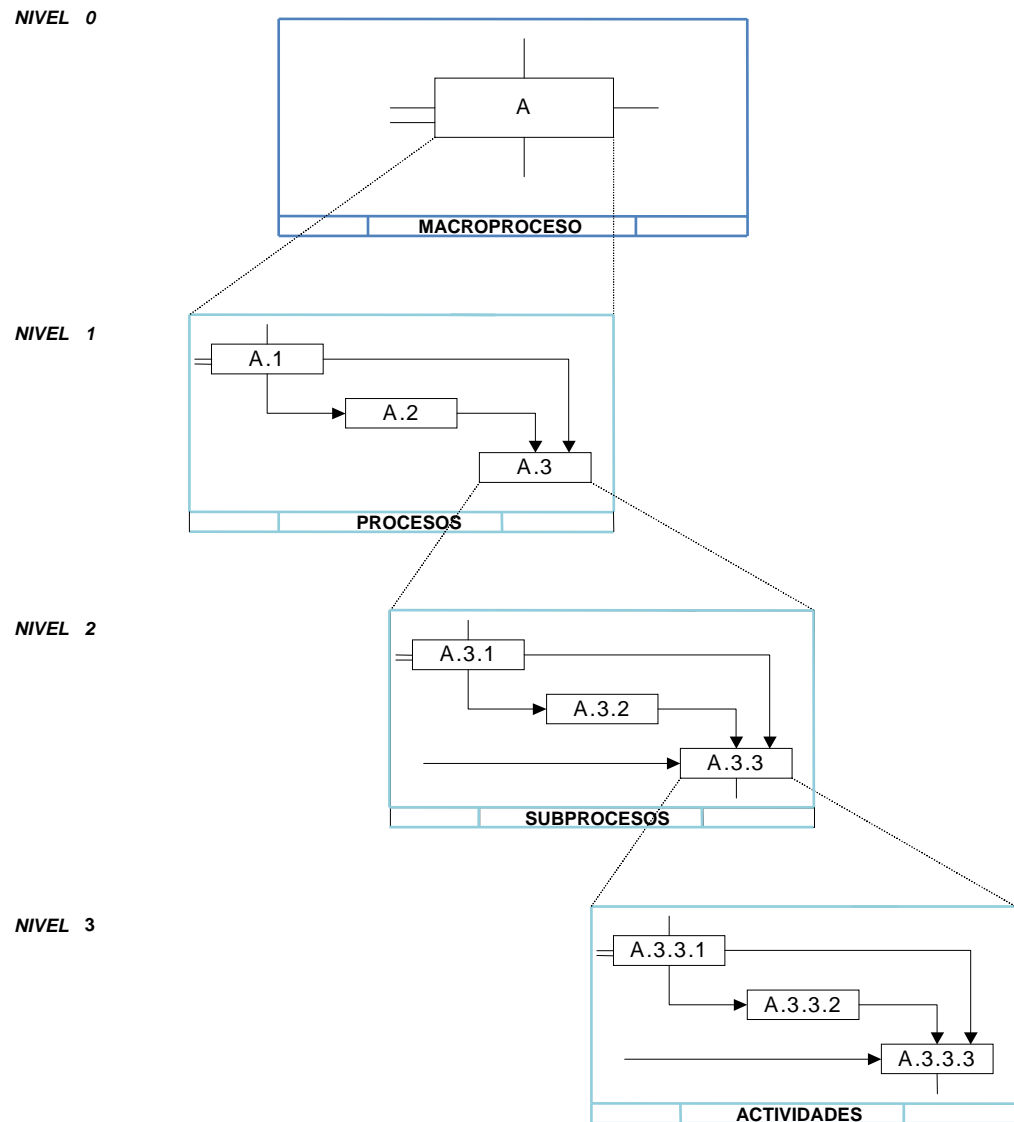 NIVEL 0
A
MACROPROCESO
NIVEL 1
A.1
A.2
A.3
PROCESOS
NIVEL 2
A.3.1
A.3.2
A.3.3
SUBPROCESOS
NIVEL 3
A.3.3.1
A.3.3.2
A.3.3.3
ACTIVIDADES